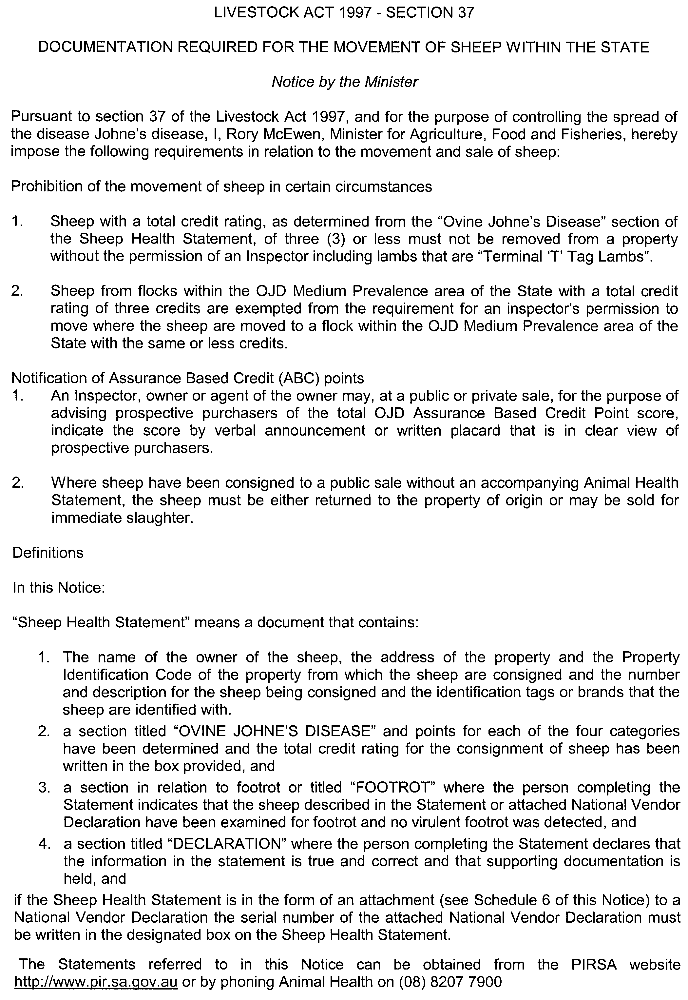 LIVESTOCK ACT 1997 - SECTION 37
DOCUMENTATION REQUIRED FOR THE MOVEMENT OF SHEEP WITHIN THE STATE
Notice by the Minister
Pursuant to section 37 of the Livestock Act 1997, and for the purpose of controlling the spread of
the disease Johne's disease, I, Rory McEwen, Minister for Agriculture, Food and Fisheries, hereby
impose the following requirements in relation to the movement and sale of sheep:
Prohibition of the movement of sheep in certain circumstances
1. Sheep with a total credit rating, as determined from the “Ovine Johne's Disease” section of
the Sheep Health Statement, of three (3) or less must not be removed from a property
without the permission of an Inspector including lambs that are “Terminal ‘T’ Tag Lambs”.
2. Sheep from flocks within the OJD Medium Prevalence area of the State with a total credit
rating of three credits are exempted from the requirement for an inspector's permission to
move where the sheep are moved to a flock within the OJD Medium Prevalence area of the
State with the same or less credits.
Notification of Assurance Based Credit (ABC) points
1. An Inspector, owner or agent of the owner may, at a public or private sale, for the purpose of
advising prospective purchasers of the total OJD Assurance Based Credit Point score,
indicate the score by verbal announcement or written placard that is in clear view of
prospective purchasers.
2. Where sheep have been consigned to a public sale without an accompanying Animal Health
Statement, the sheep must be either returned to the property of origin or may be sold for
immediate slaughter.
Definitions
In this Notice:
“Sheep Health Statement” means a document that contains:
1. The name of the owner of the sheep, the address of the property and the Property
Identification Code of the property from which the sheep are consigned and the number
and description for the sheep being consigned and the identification tags or brands that the
sheep are identified with.
2. a section titled “OVINE JOHNE'S DISEASE” and points for each of the four categories
have been determined and the total credit rating for the consignment of sheep has been
written in the box provided, and
3. a section in relation to footrot or titled “FOOTROT” where the person completing the
Statement indicates that the sheep described in the Statement or attached National Vendor
Declaration have been examined for footrot and no virulent footrot was detected, and
4. a section titled “DECLARATION” where the person completing the Statement declares that
the information in the statement is true and correct and that supporting documentation is
held, and
if the Sheep Health Statement is in the form of an attachment (see Schedule 6 of this Notice) to a
National Vendor Declaration the serial number of the attached National Vendor Declaration must
be written in the designated box on the Sheep Health Statement.
The Statements referred to in this Notice can be obtained from the PIRSA website
http://www.pir.sa.gov.au or by phoning Animal Health on (08) 8207 7900